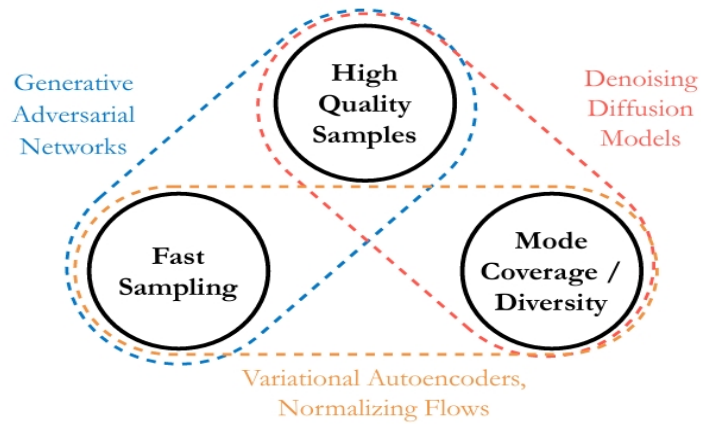 Generative
Adversarial
Networks
High
Quality
Samples
Denoising
Diffusion
Models
Fast
Sampling
Mode
Coverage /
Diversity
Variational Autoencoders,
Normalizing Flows